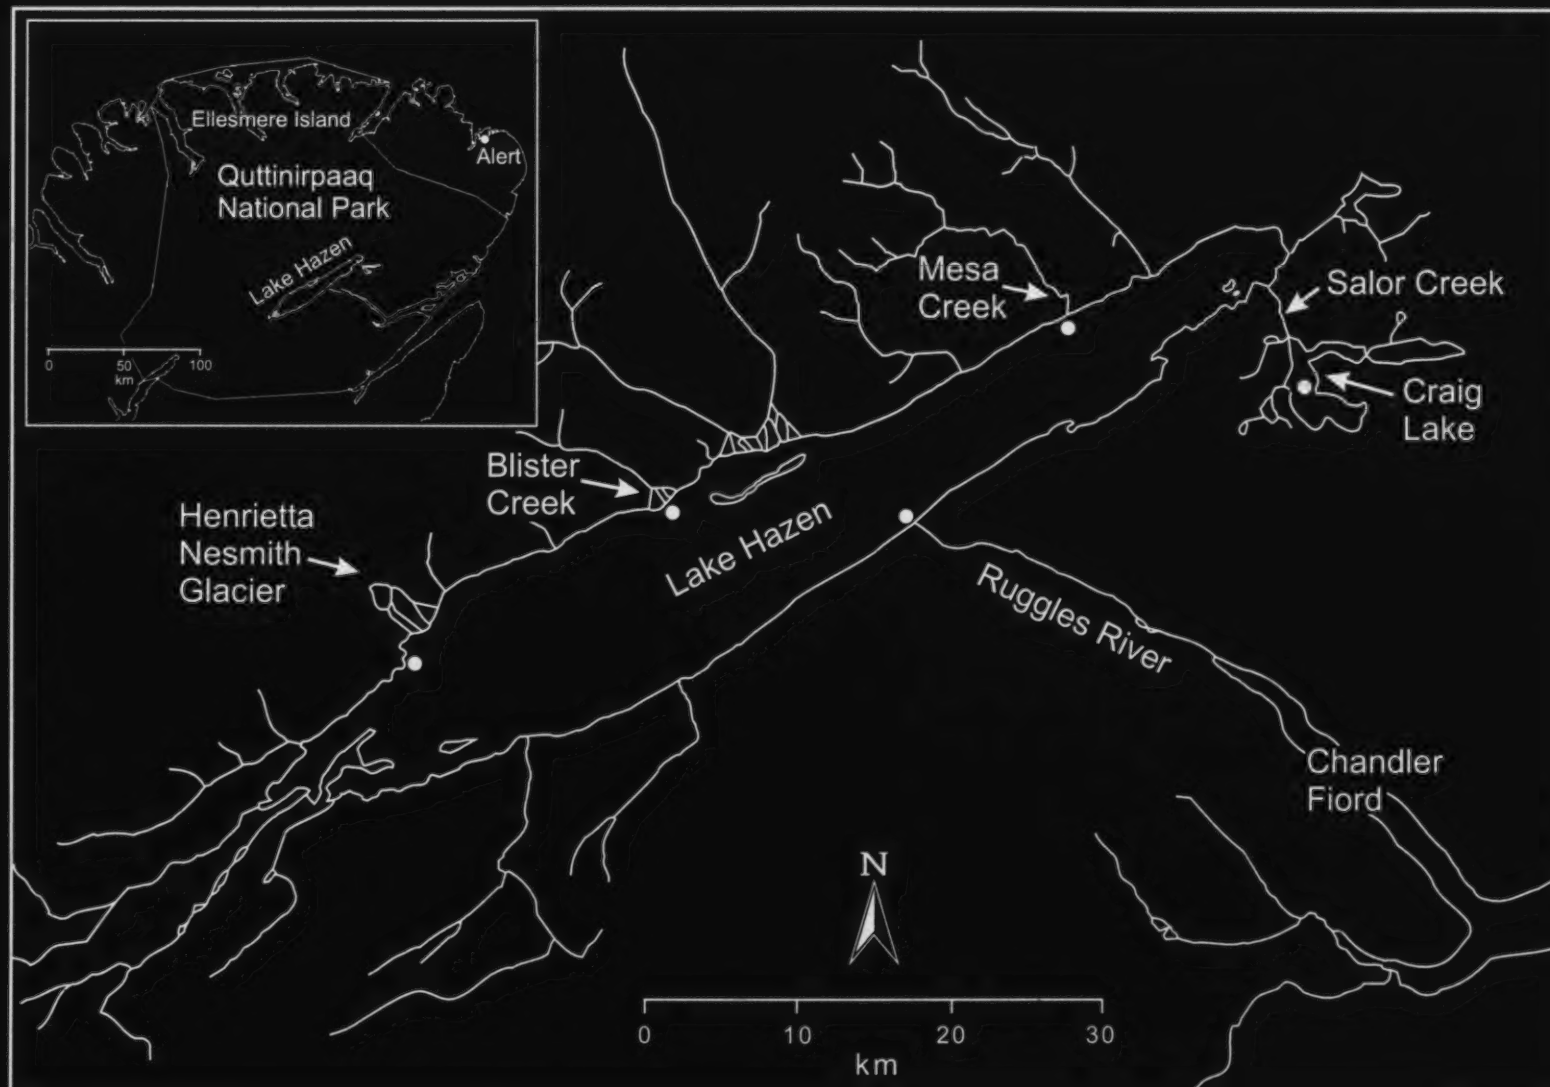 Ellesmere Island
Alert
Quttinirpaaq
National Park
Lake Hazen
0 50 100
km
Mesa
Creek
Salor Creek
Craig
Lake
Blister
Creek
Henrietta
Nesmith
Glacier
Lake Hazen
Ruggles River
Chandler
Fiord
N
0 10 20 30
km